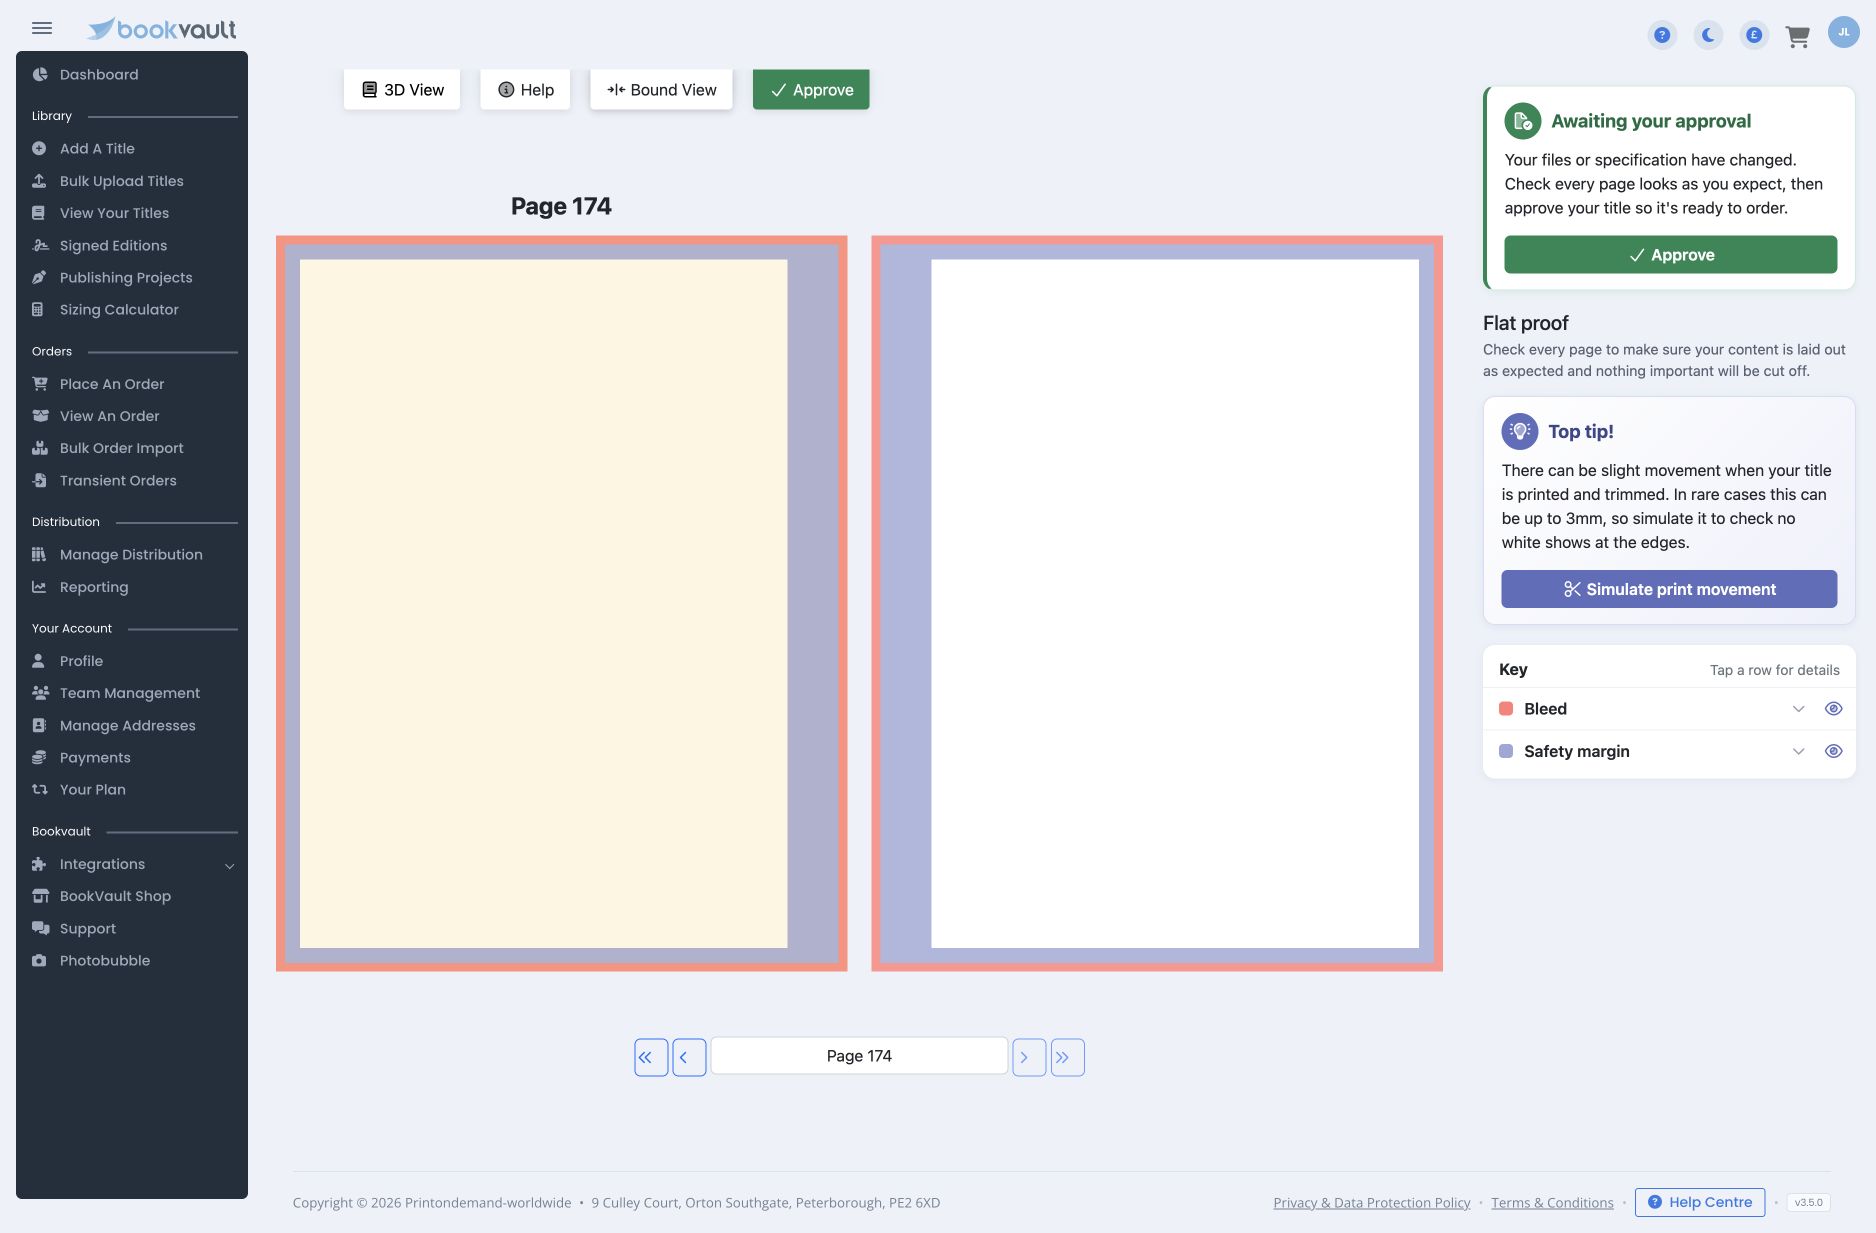 bookvault
JL
Dashboard
Library
Add A Title
Bulk Upload Titles
View Your Titles
Signed Editions
Publishing Projects
Sizing Calculator
Orders
Place An Order
View An Order
Bulk Order Import
Transient Orders
Distribution
Manage Distribution
Reporting
Your Account
Profile
Team Management
Manage Addresses
Payments
Your Plan
Bookvault
Integrations
BookVault Shop
Support
Photobubble
3D View
Help
Bound View
Approve
Page 174
Page 174
Awaiting your approval
Your files or specification have changed.
Check every page looks as you expect, then
approve your title so it's ready to order.
Approve
Flat proof
Check every page to make sure your content is laid out
as expected and nothing important will be cut off.
Top tip!
There can be slight movement when your title
is printed and trimmed. In rare cases this can
be up to 3mm, so simulate it to check no
white shows at the edges.
Simulate print movement
Key
Tap a row for details
Bleed
Safety margin
Copyright © 2026 Printondemand-worldwide • 9 Culley Court, Orton Southgate, Peterborough, PE2 6XD
Privacy & Data Protection Policy • Terms & Conditions • Help Centre • v3.5.0